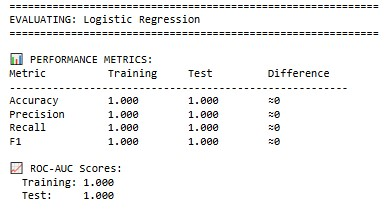 ================================================================
EVALUATING: Logistic Regression
================================================================
📊 PERFORMANCE METRICS:
Metric Training Test Difference
------------------------------------------------------------
Accuracy 1.000 1.000 ≈0
Precision 1.000 1.000 ≈0
Recall 1.000 1.000 ≈0
F1 1.000 1.000 ≈0
📈 ROC-AUC Scores:
Training: 1.000
Test: 1.000